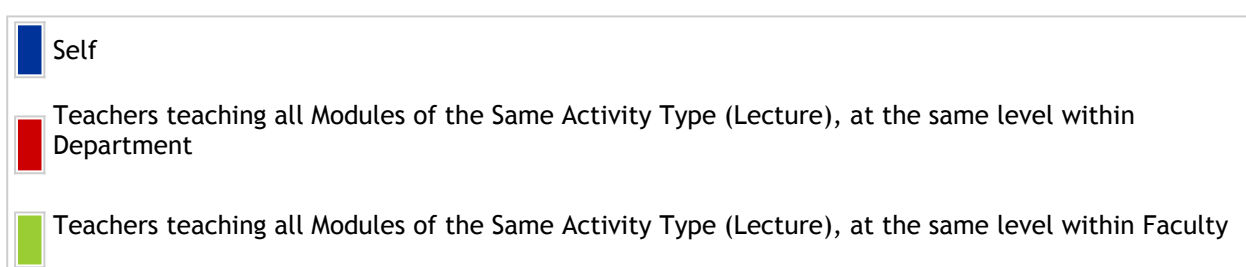 Self
Teachers teaching all Modules of the Same Activity Type (Lecture), at the same level within
Department
Teachers teaching all Modules of the Same Activity Type (Lecture), at the same level within Faculty